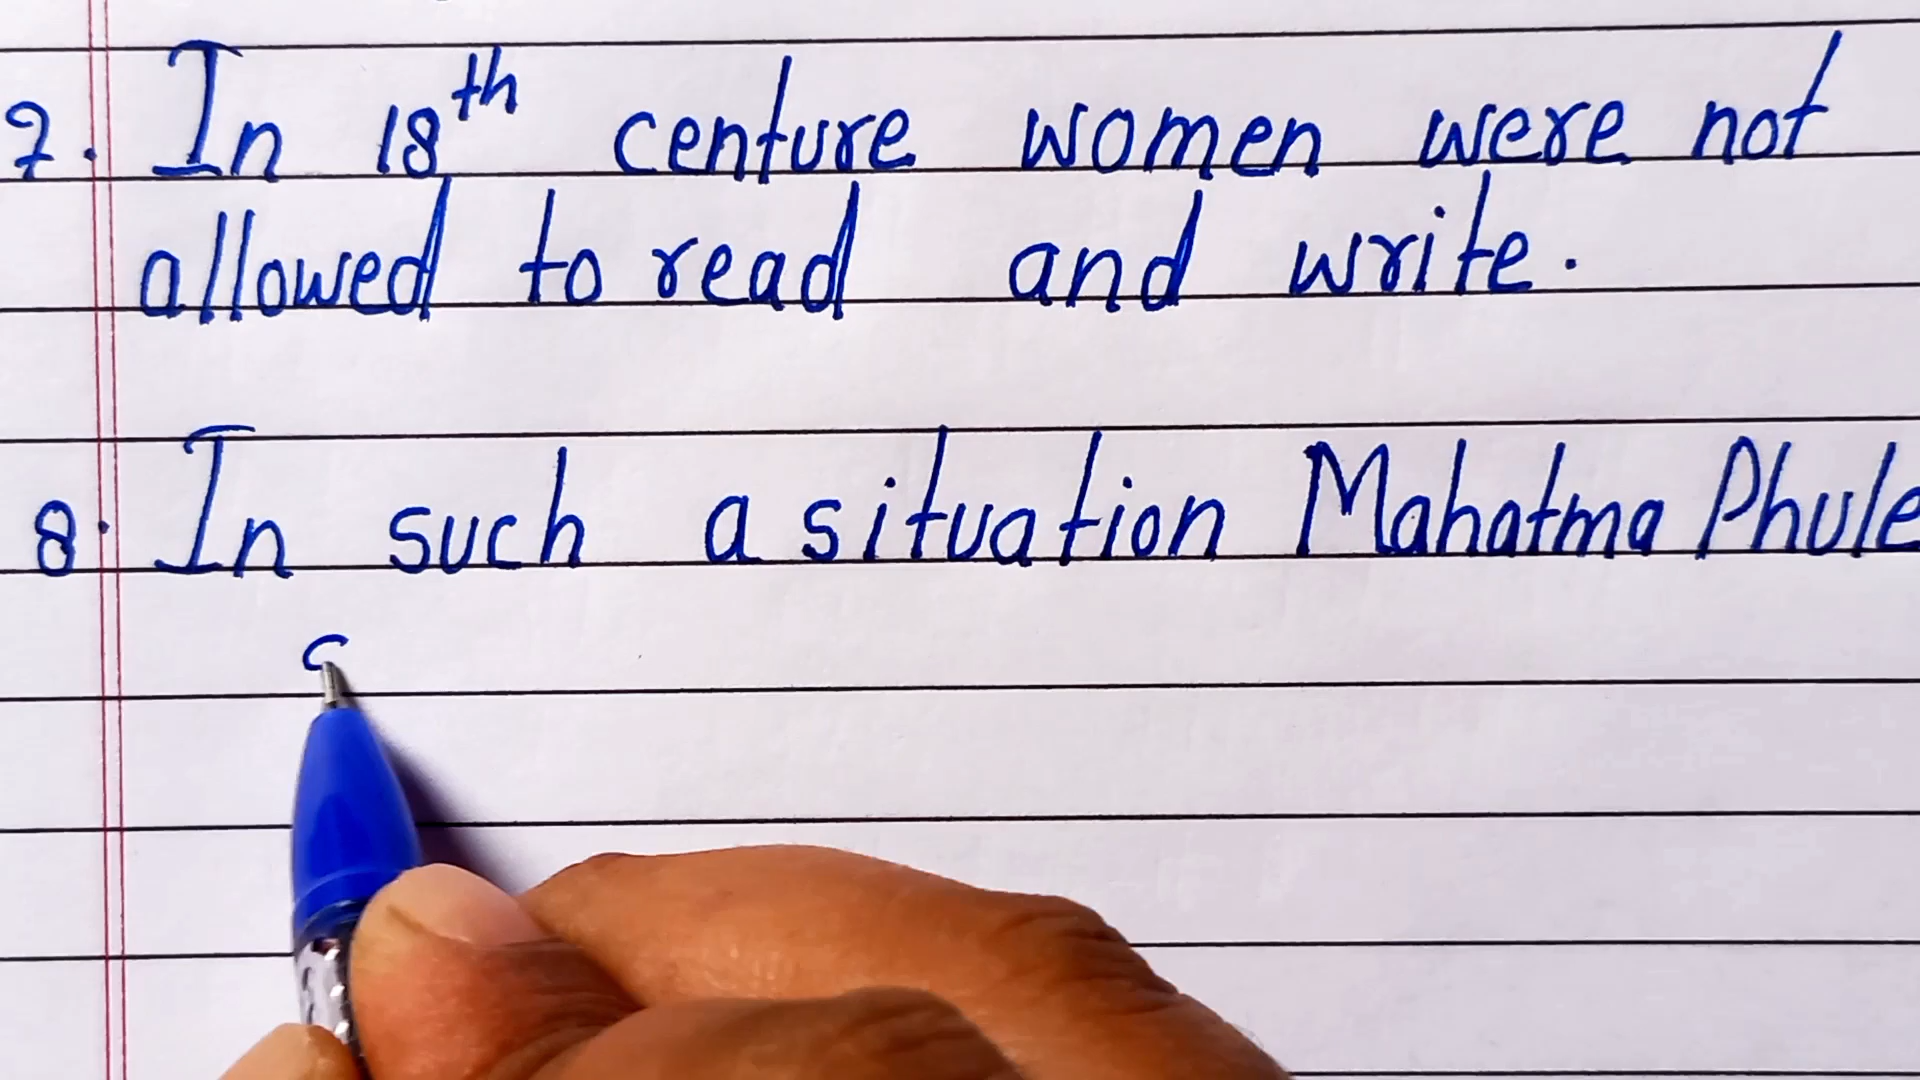 7. In 18th centure women were not
allowed to read and write.
8. In such a situation Mahatma Phule